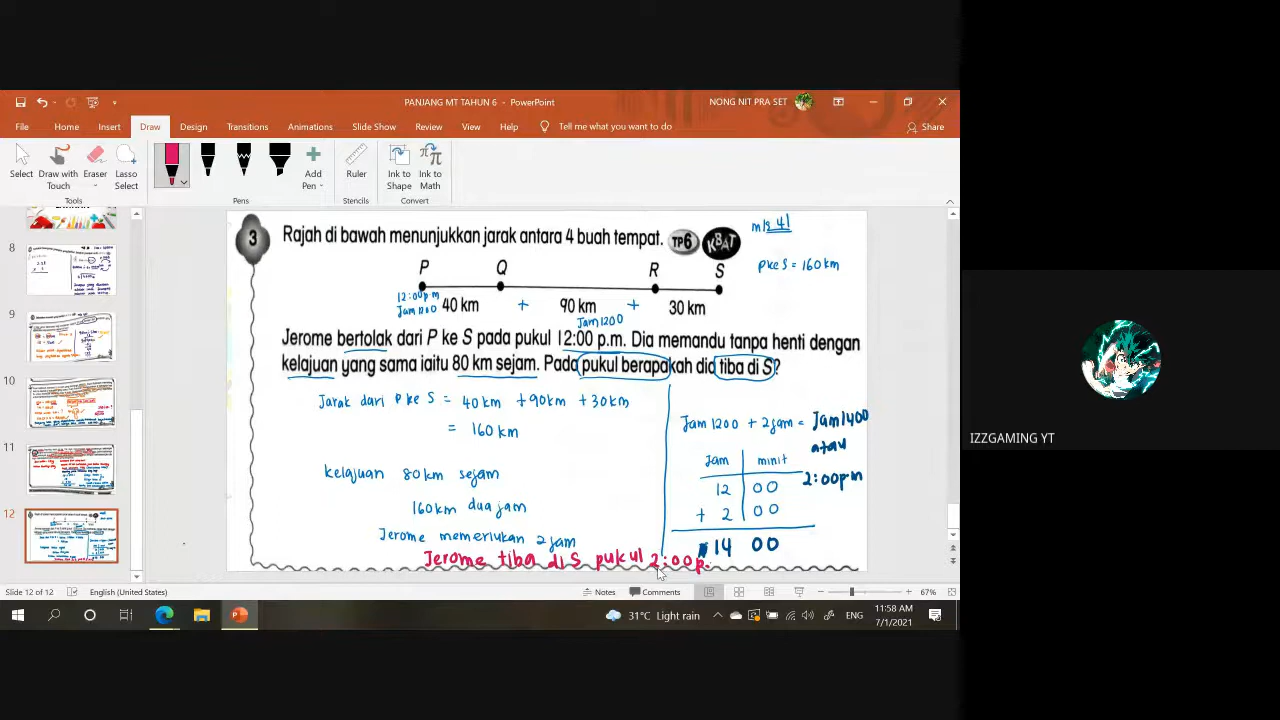 PANJANG MT TAHUN 6 - PowerPoint
NONG NIT PRA SET
File Home Insert Draw Design Transitions Animations Slide Show Review View Help Tell me what you want to do Share
Select Draw with Touch Eraser Lasso Select Add Pen Ruler Ink to Shape Ink to Math
Tools Pens Stencils Convert
8
9
10
11
12
3
Rajah di bawah menunjukkan jarak antara 4 buah tempat. TP6 KBAT
m/s 41
P ke S = 160 km
P Q R S
12:00 p.m
Jam 1200
40 km + 90 km + 30 km
Jam 1200
Jerome bertolak dari P ke S pada pukul 12:00 p.m. Dia memandu tanpa henti dengan
kelajuan yang sama iaitu 80 km sejam. Pada pukul berapakah dia tiba di S?
Jarak dari P ke S = 40 km + 90 km + 30 km
= 160 km
kelajuan 80 km sejam
160 km dua jam
Jerome memerlukan 2 jam
Jerome tiba di S pukul 2:00 p.
Jam 1200 + 2 jam = Jam 1400
atau
2:00 p.m
Jam minit
12 00
+ 2 00
14 00
Slide 12 of 12 English (United States) Notes Comments 67%
31°C Light rain ENG 11:58 AM
7/1/2021
IZZGAMING YT